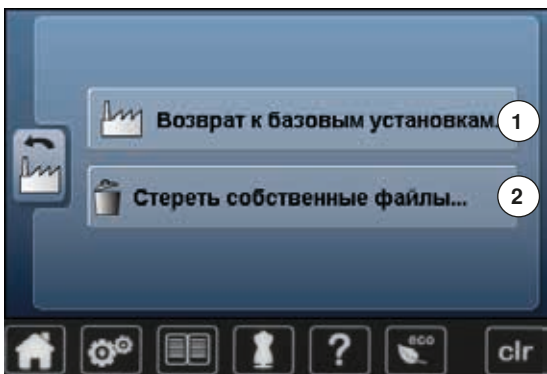 Возврат к базовым установкам. 1
Стереть собственные файлы... 2
? eco clr